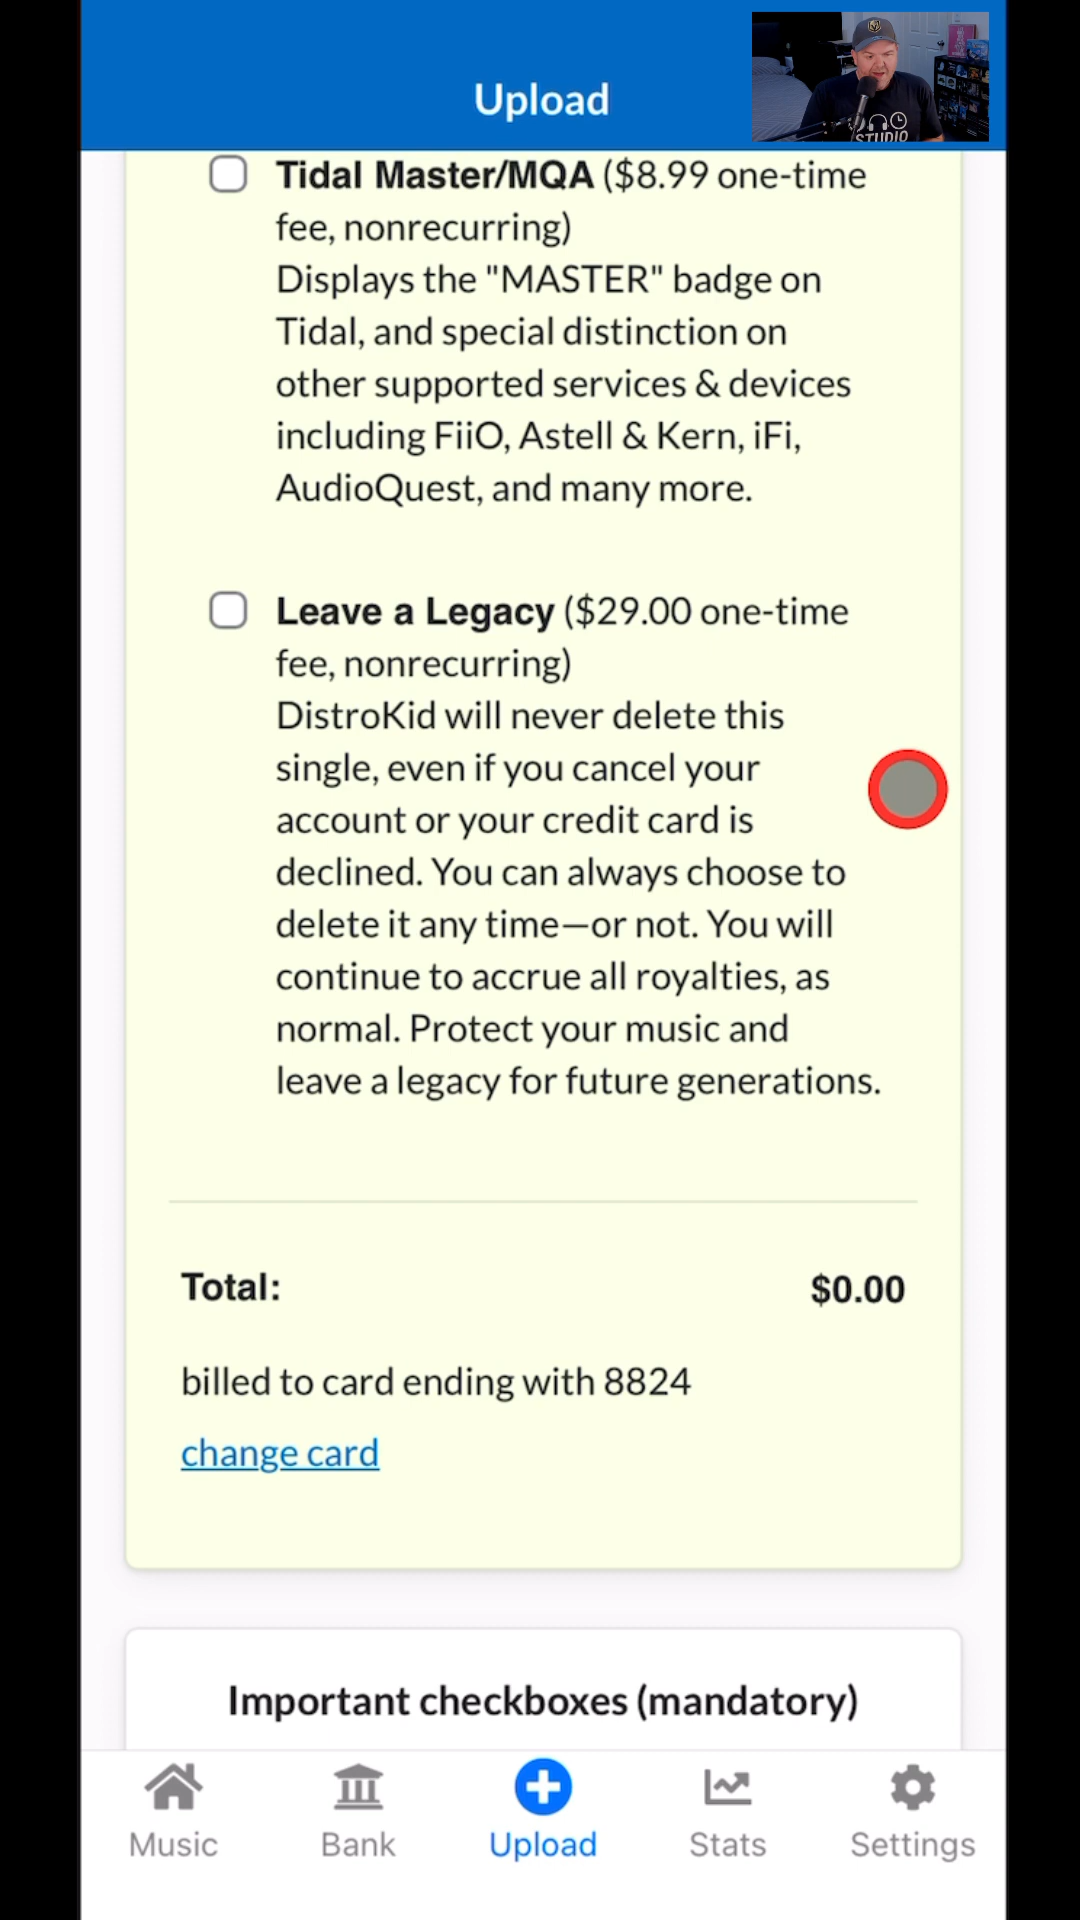 Upload
STUDIO
Tidal Master/MQA ($8.99 one-time
fee, nonrecurring)
Displays the "MASTER" badge on
Tidal, and special distinction on
other supported services & devices
including FiiO, Astell & Kern, iFi,
AudioQuest, and many more.
Leave a Legacy ($29.00 one-time
fee, nonrecurring)
DistroKid will never delete this
single, even if you cancel your
account or your credit card is
declined. You can always choose to
delete it any time—or not. You will
continue to accrue all royalties, as
normal. Protect your music and
leave a legacy for future generations.
Total: $0.00
billed to card ending with 8824
change card
Important checkboxes (mandatory)
Music Bank Upload Stats Settings